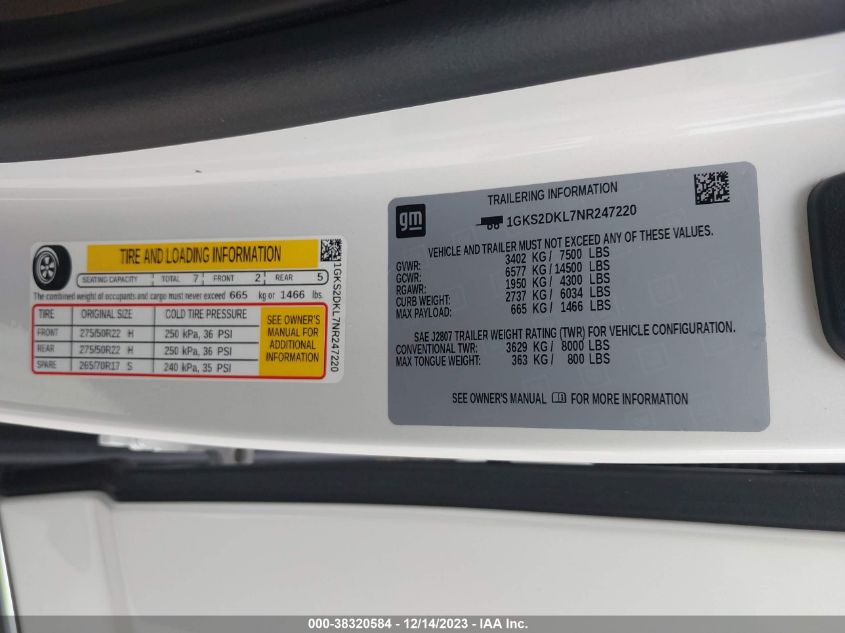 TIRE AND LOADING INFORMATION
SEATING CAPACITY TOTAL 7 FRONT 2 REAR 5
The combined weight of occupants and cargo must never exceed 665 kg or 1466 lbs.
TIRE ORIGINAL SIZE COLD TIRE PRESSURE
FRONT 275/50R22 H 250 kPa, 36 PSI
REAR 275/50R22 H 250 kPa, 36 PSI
SPARE 265/70R17 S 240 kPa, 35 PSI
SEE OWNER'S
MANUAL FOR
ADDITIONAL
INFORMATION
1GKS2DKL7NR247220
gm
TRAILERING INFORMATION
1GKS2DKL7NR247220
VEHICLE AND TRAILER MUST NOT EXCEED ANY OF THESE VALUES.
GVWR: 3402 KG/ 7500 LBS
GCWR: 6577 KG/ 14500 LBS
RGAWR: 1950 KG/ 4300 LBS
CURB WEIGHT: 2737 KG/ 6034 LBS
MAX PAYLOAD: 665 KG/ 1466 LBS
SAE J2807 TRAILER WEIGHT RATING (TWR) FOR VEHICLE CONFIGURATION.
CONVENTIONAL TWR: 3629 KG/ 8000 LBS
MAX TONGUE WEIGHT: 363 KG/ 800 LBS
SEE OWNER'S MANUAL FOR MORE INFORMATION
000-38320584 - 12/14/2023 - IAA Inc.